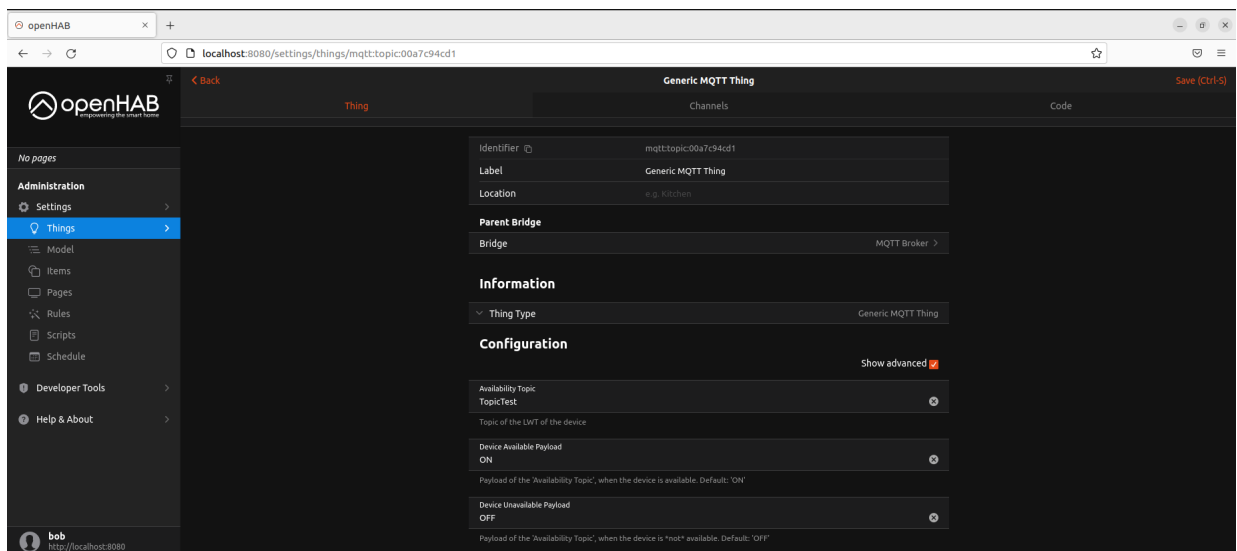 openHAB
localhost:8080/settings/things/mqtt:topic:00a7c94cd1
openHAB
empowering the smart home
Back
Generic MQTT Thing
Save (Ctrl-S)
Thing
Channels
Code
No pages
Administration
Settings
Things
Model
Items
Pages
Rules
Scripts
Schedule
Developer Tools
Help & About
bob
http://localhost:8080
Identifier mqtt:topic:00a7c94cd1
Label Generic MQTT Thing
Location e.g. Kitchen
Parent Bridge
Bridge MQTT Broker
Information
Thing Type Generic MQTT Thing
Configuration
Show advanced
Availability Topic
TopicTest
Topic of the LWT of the device
Device Available Payload
ON
Payload of the 'Availability Topic', when the device is available. Default: 'ON'
Device Unavailable Payload
OFF
Payload of the 'Availability Topic', when the device is *not* available. Default: 'OFF'